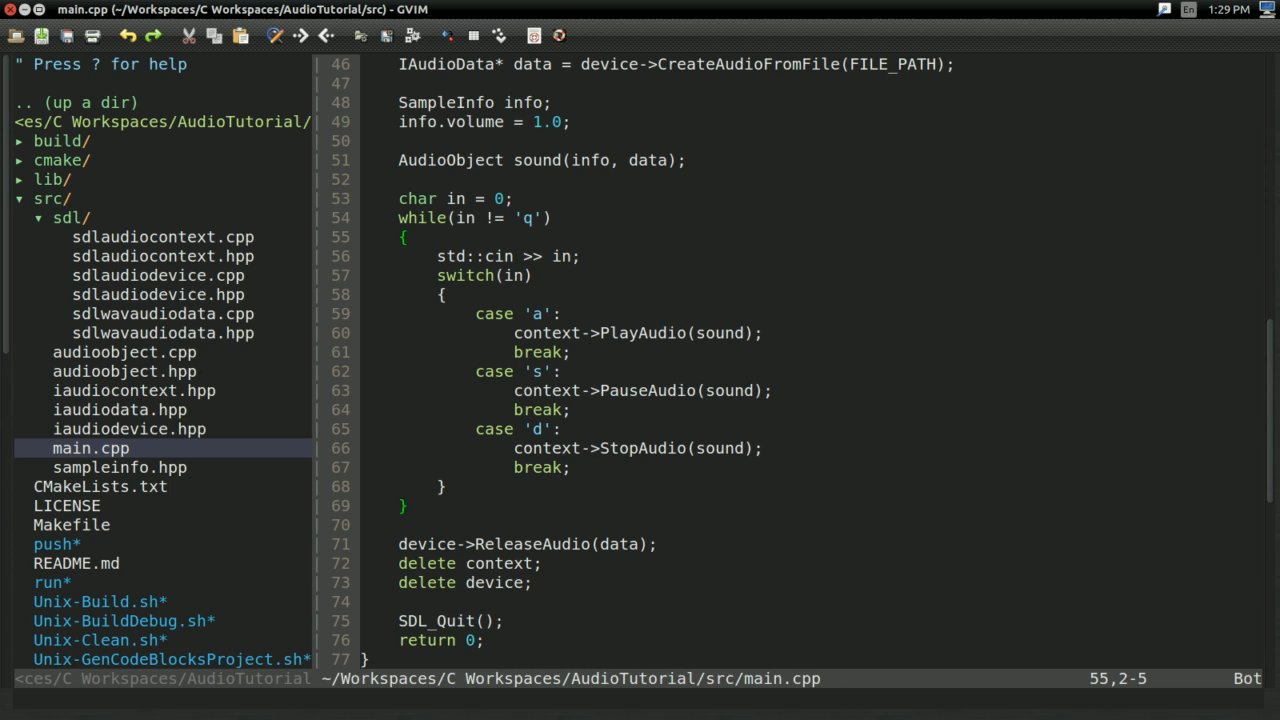 main.cpp (~/Workspaces/C Workspaces/AudioTutorial/src) - GVIM
En
1:29 PM
" Press ? for help
.. (up a dir)
<es/C Workspaces/AudioTutorial/
▸ build/
▸ cmake/
▸ lib/
▾ src/
▾ sdl/
sdlaudiocontext.cpp
sdlaudiocontext.hpp
sdlaudiodevice.cpp
sdlaudiodevice.hpp
sdlwavaudiodata.cpp
sdlwavaudiodata.hpp
audioobject.cpp
audioobject.hpp
iaudiocontext.hpp
iaudiodata.hpp
iaudiodevice.hpp
main.cpp
sampleinfo.hpp
CMakeLists.txt
LICENSE
Makefile
push*
README.md
run*
Unix-Build.sh*
Unix-BuildDebug.sh*
Unix-Clean.sh*
Unix-GenCodeBlocksProject.sh*
<ces/C Workspaces/AudioTutorial
46 IAudioData* data = device->CreateAudioFromFile(FILE_PATH);
47
48 SampleInfo info;
49 info.volume = 1.0;
50
51 AudioObject sound(info, data);
52
53 char in = 0;
54 while(in != 'q')
55 {
56 std::cin >> in;
57 switch(in)
58 {
59 case 'a':
60 context->PlayAudio(sound);
61 break;
62 case 's':
63 context->PauseAudio(sound);
64 break;
65 case 'd':
66 context->StopAudio(sound);
67 break;
68 }
69 }
70
71 device->ReleaseAudio(data);
72 delete context;
73 delete device;
74
75 SDL_Quit();
76 return 0;
77 }
~/Workspaces/C Workspaces/AudioTutorial/src/main.cpp 55,2-5 Bot